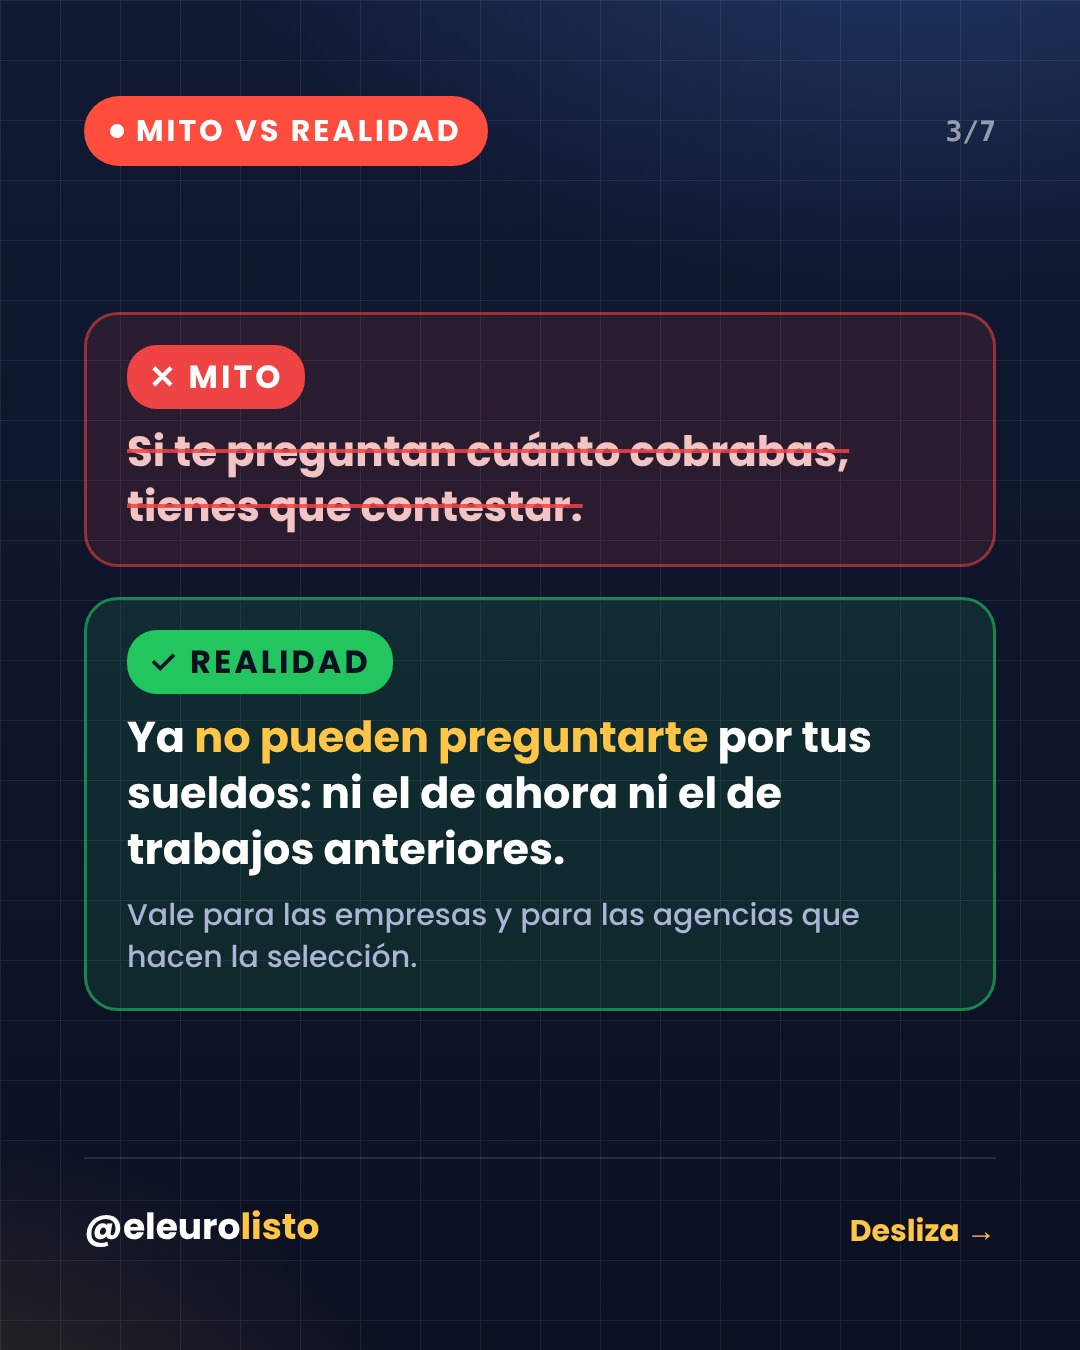 • MITO VS REALIDAD
3/7
✕ MITO
Si te preguntan cuánto cobrabas,
tienes que contestar.
✓ REALIDAD
Ya no pueden preguntarte por tus
sueldos: ni el de ahora ni el de
trabajos anteriores.
Vale para las empresas y para las agencias que
hacen la selección.
@eleurolisto
Desliza →